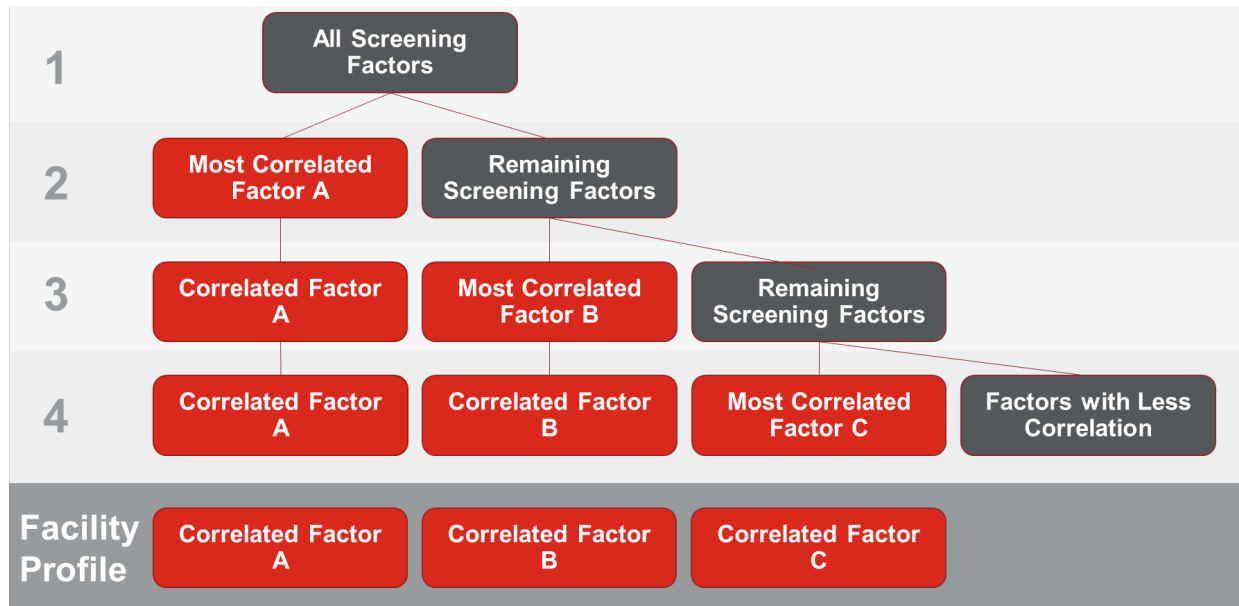 1
All Screening
Factors
2
Most Correlated
Factor A
Remaining
Screening Factors
3
Correlated Factor
A
Most Correlated
Factor B
Remaining
Screening Factors
4
Correlated Factor
A
Correlated Factor
B
Most Correlated
Factor C
Factors with Less
Correlation
Facility
Profile
Correlated Factor
A
Correlated Factor
B
Correlated Factor
C